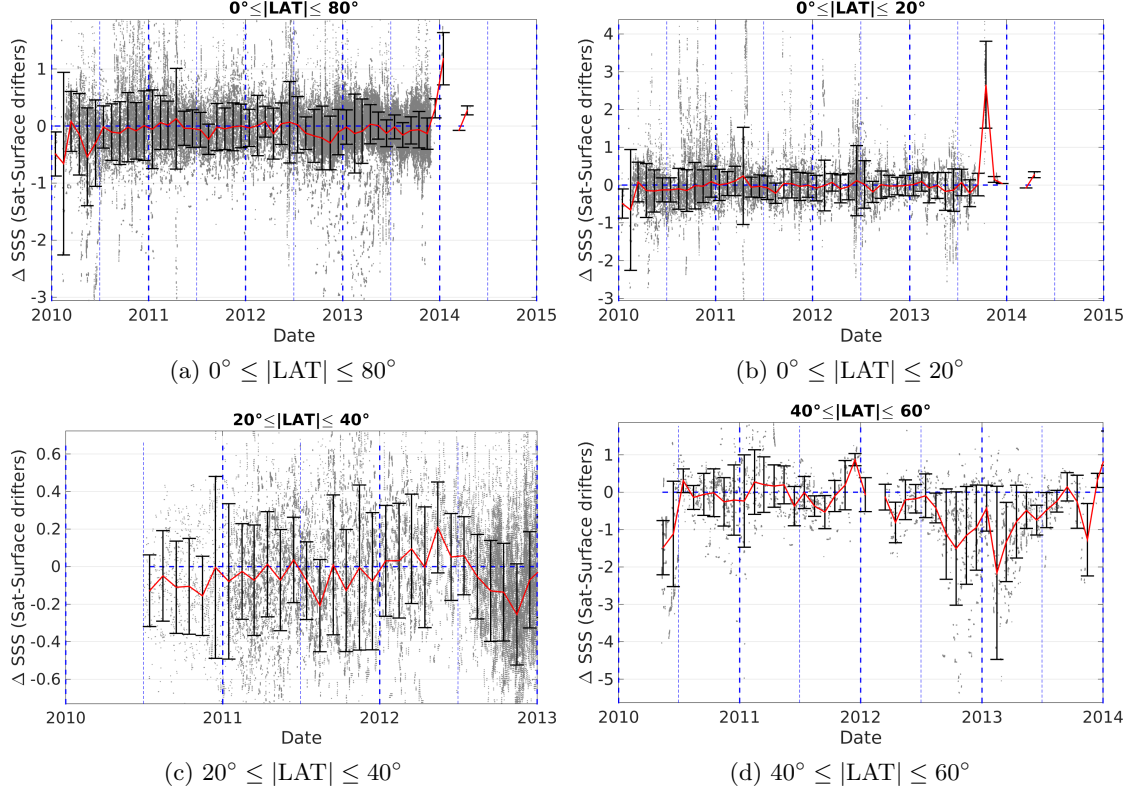 0°≤|LAT|≤ 80°
Δ SSS (Sat-Surface drifters)
1
0
-1
-2
-3
2010 2011 2012 2013 2014 2015
Date
(a) 0° ≤ |LAT| ≤ 80°
0°≤|LAT|≤ 20°
Δ SSS (Sat-Surface drifters)
4
3
2
1
0
-1
-2
-3
2010 2011 2012 2013 2014 2015
Date
(b) 0° ≤ |LAT| ≤ 20°
20°≤|LAT|≤ 40°
Δ SSS (Sat-Surface drifters)
0.6
0.4
0.2
0
-0.2
-0.4
-0.6
2010 2011 2012 2013
Date
(c) 20° ≤ |LAT| ≤ 40°
40°≤|LAT|≤ 60°
Δ SSS (Sat-Surface drifters)
1
0
-1
-2
-3
-4
-5
2010 2011 2012 2013 2014
Date
(d) 40° ≤ |LAT| ≤ 60°